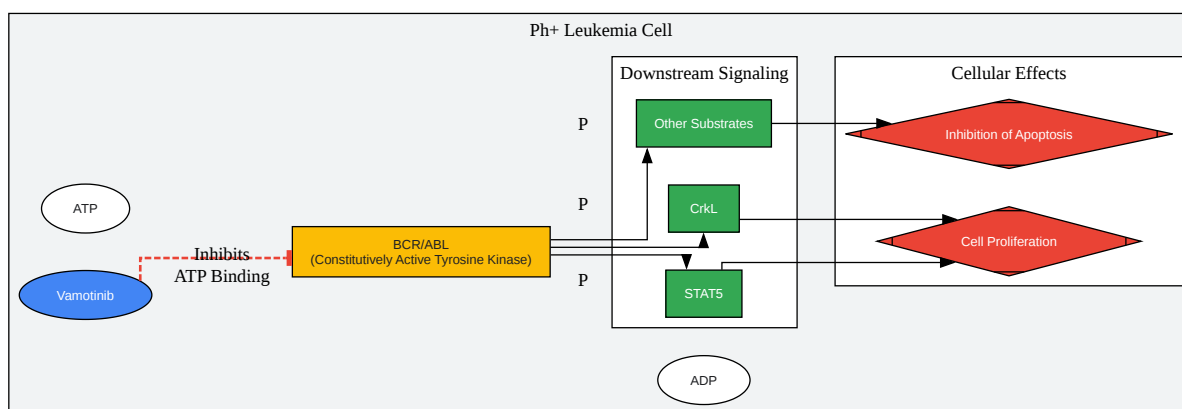 Ph+ Leukemia Cell
Downstream Signaling
Cellular Effects
P
Other Substrates
Inhibition of Apoptosis
ATP
P
CrkL
BCR/ABL
(Constitutively Active Tyrosine Kinase)
Cell Proliferation
Inhibits
ATP Binding
P
Vamotinib
STAT5
ADP